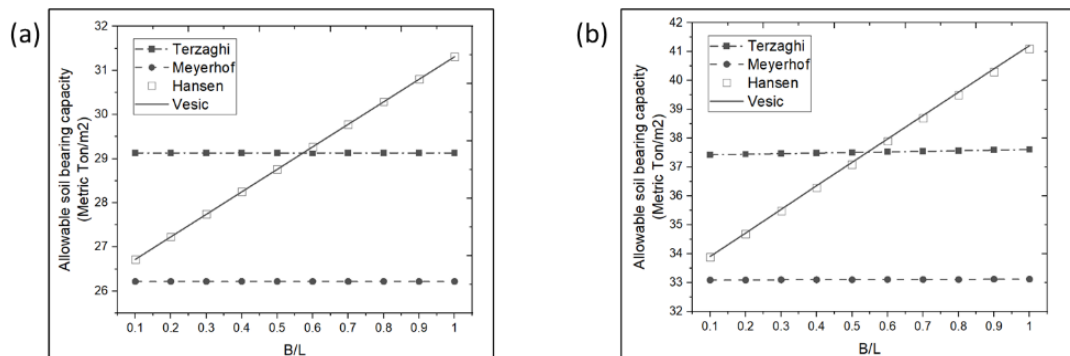 (a)
32
31
30
29
28
27
26
Allowable soil bearing capacity
(Metric Ton/m2)
Terzaghi
Meyerhof
Hansen
Vesic
0.1 0.2 0.3 0.4 0.5 0.6 0.7 0.8 0.9 1
B/L
(b)
42
41
40
39
38
37
36
35
34
33
32
Allowable soil bearing capacity
(Metric Ton/m2)
Terzaghi
Meyerhof
Hansen
Vesic
0.1 0.2 0.3 0.4 0.5 0.6 0.7 0.8 0.9 1
B/L